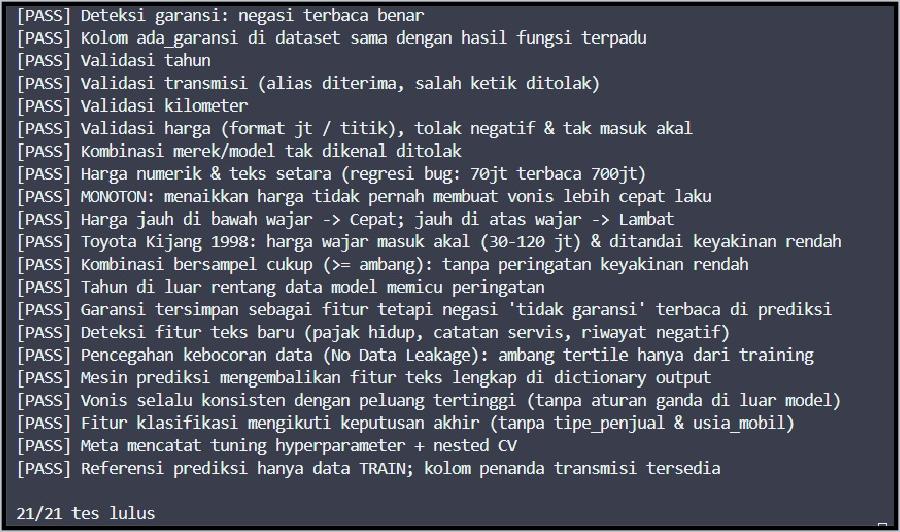 [PASS] Deteksi garansi: negasi terbaca benar
[PASS] Kolom ada_garansi di dataset sama dengan hasil fungsi terpadu
[PASS] Validasi tahun
[PASS] Validasi transmisi (alias diterima, salah ketik ditolak)
[PASS] Validasi kilometer
[PASS] Validasi harga (format jt / titik), tolak negatif & tak masuk akal
[PASS] Kombinasi merek/model tak dikenal ditolak
[PASS] Harga numerik & teks setara (regresi bug: 70jt terbaca 700jt)
[PASS] MONOTON: menaikkan harga tidak pernah membuat vonis lebih cepat laku
[PASS] Harga jauh di bawah wajar -> Cepat; jauh di atas wajar -> Lambat
[PASS] Toyota Kijang 1998: harga wajar masuk akal (30-120 jt) & ditandai keyakinan rendah
[PASS] Kombinasi bersampel cukup (>= ambang): tanpa peringatan keyakinan rendah
[PASS] Tahun di luar rentang data model memicu peringatan
[PASS] Garansi tersimpan sebagai fitur tetapi negasi 'tidak garansi' terbaca di prediksi
[PASS] Deteksi fitur teks baru (pajak hidup, catatan servis, riwayat negatif)
[PASS] Pencegahan kebocoran data (No Data Leakage): ambang tertile hanya dari training
[PASS] Mesin prediksi mengembalikan fitur teks lengkap di dictionary output
[PASS] Vonis selalu konsisten dengan peluang tertinggi (tanpa aturan ganda di luar model)
[PASS] Fitur klasifikasi mengikuti keputusan akhir (tanpa tipe_penjual & usia_mobil)
[PASS] Meta mencatat tuning hyperparameter + nested CV
[PASS] Referensi prediksi hanya data TRAIN; kolom penanda transmisi tersedia
21/21 tes lulus